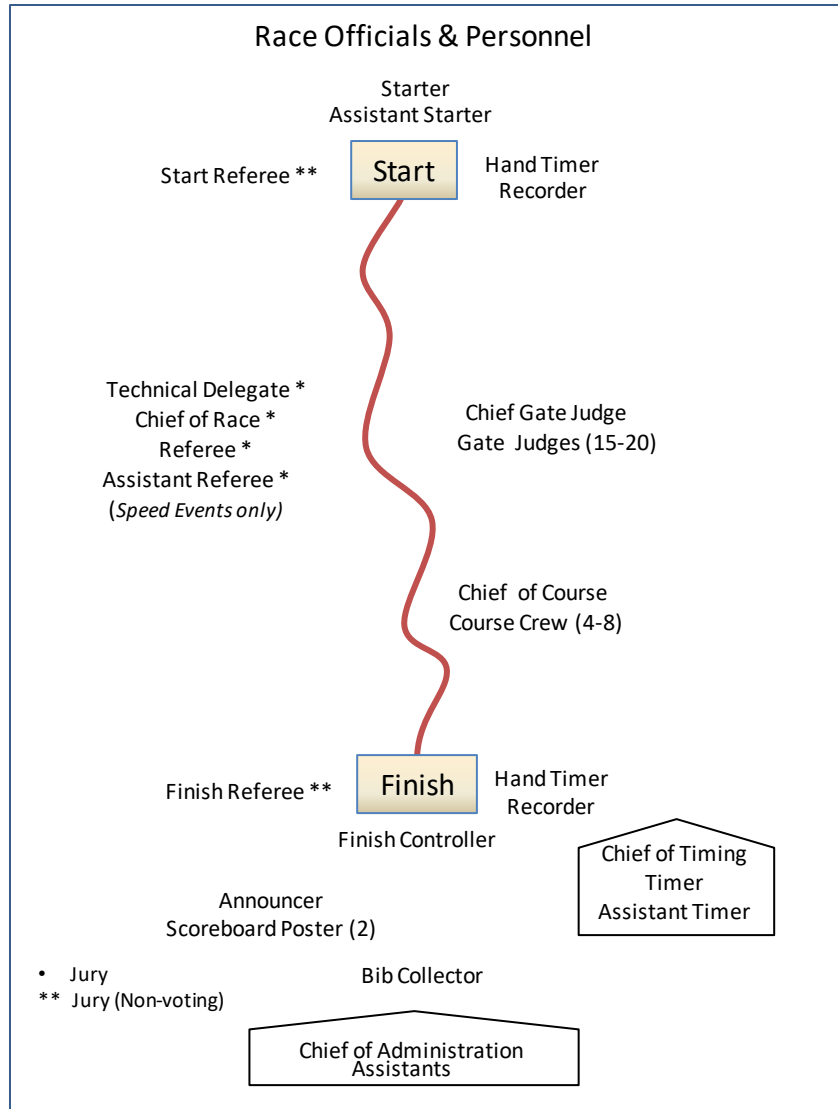 Race Officials & Personnel
Starter
Assistant Starter
Start Referee **
Start
Hand Timer
Recorder
Technical Delegate *
Chief of Race *
Referee *
Assistant Referee *
(Speed Events only)
Chief Gate Judge
Gate Judges (15-20)
Chief of Course
Course Crew (4-8)
Finish Referee **
Finish
Hand Timer
Recorder
Finish Controller
Chief of Timing
Timer
Assistant Timer
Announcer
Scoreboard Poster (2)
• Jury
** Jury (Non-voting)
Bib Collector
Chief of Administration
Assistants